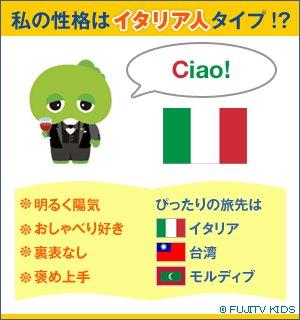 私の性格はイタリア人タイプ!?
Ciao!
明るく陽気
おしゃべり好き
裏表なし
褒め上手
ぴったりの旅先は
イタリア
台湾
モルディブ
© FUJITV KIDS